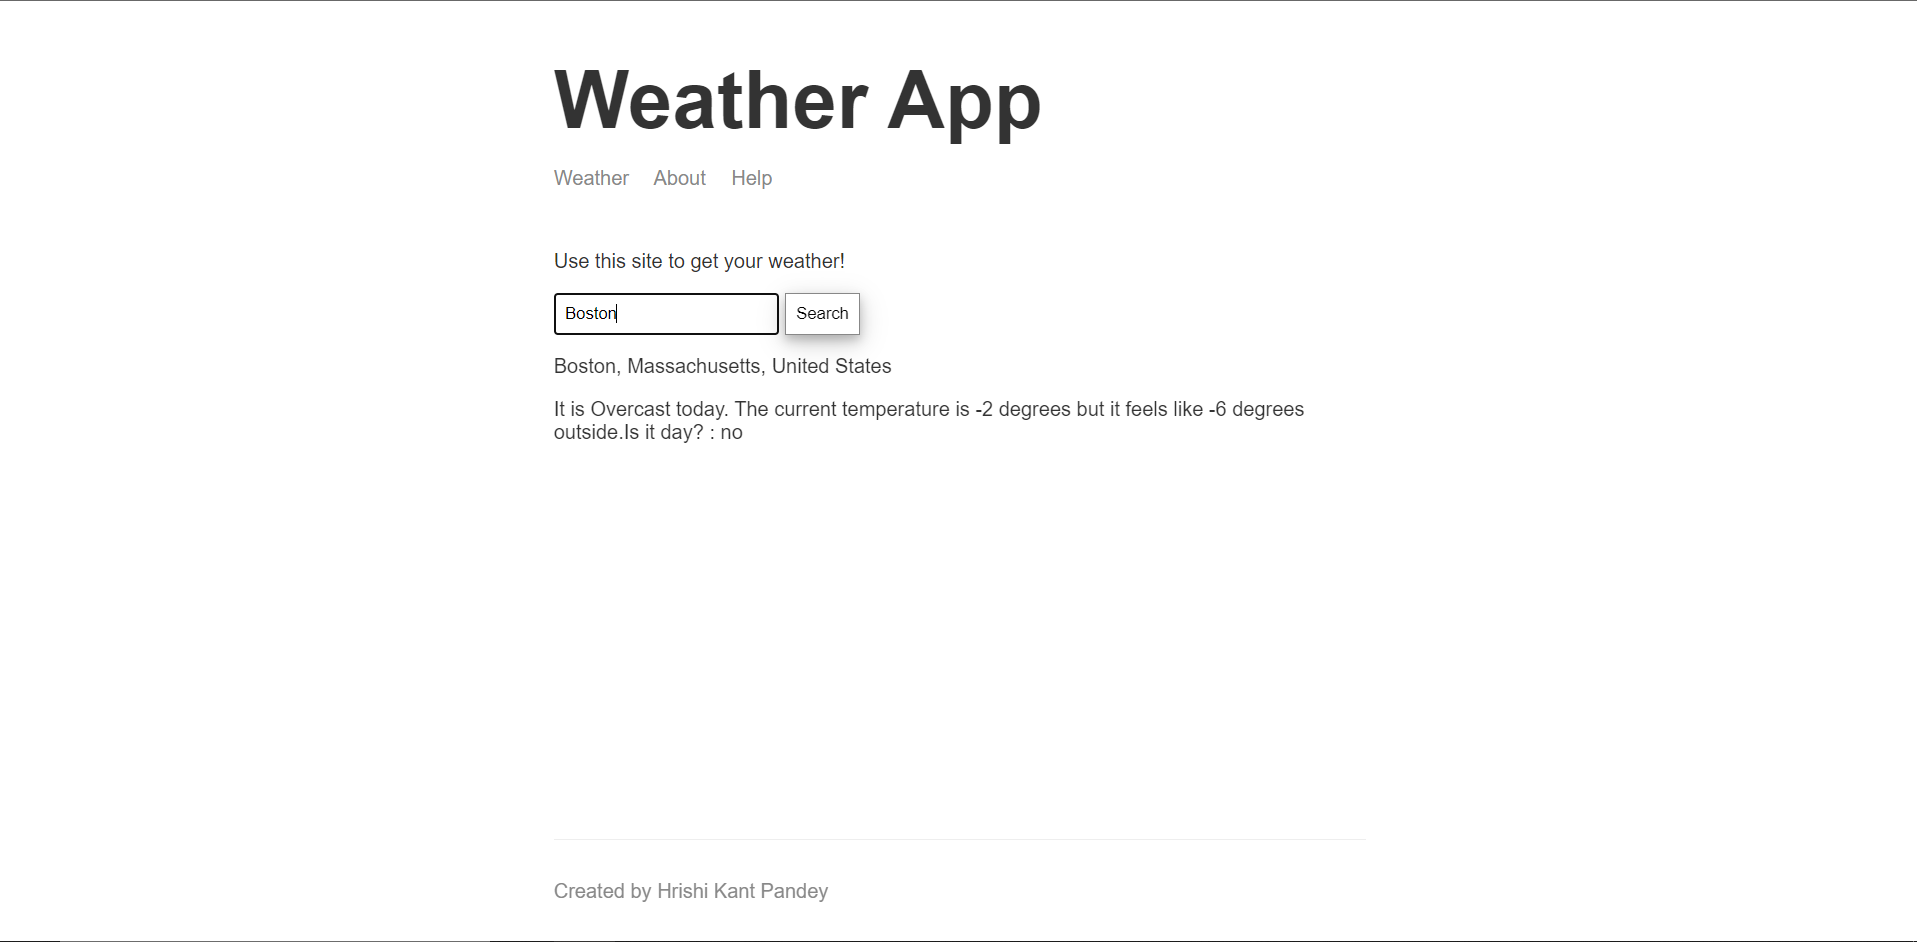 Weather App
Weather About Help
Use this site to get your weather!
Boston Search
Boston, Massachusetts, United States
It is Overcast today. The current temperature is -2 degrees but it feels like -6 degrees
outside.Is it day? : no
Created by Hrishi Kant Pandey